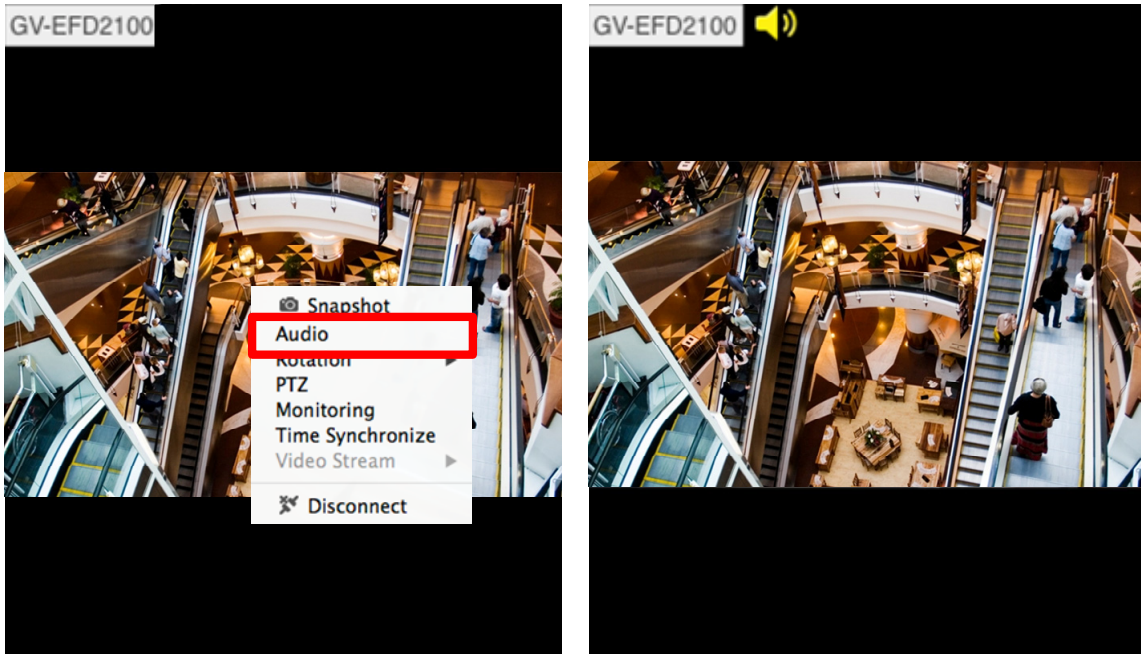 GV-EFD2100
Snapshot
Audio
Rotation
PTZ
Monitoring
Time Synchronize
Video Stream
Disconnect
GV-EFD2100